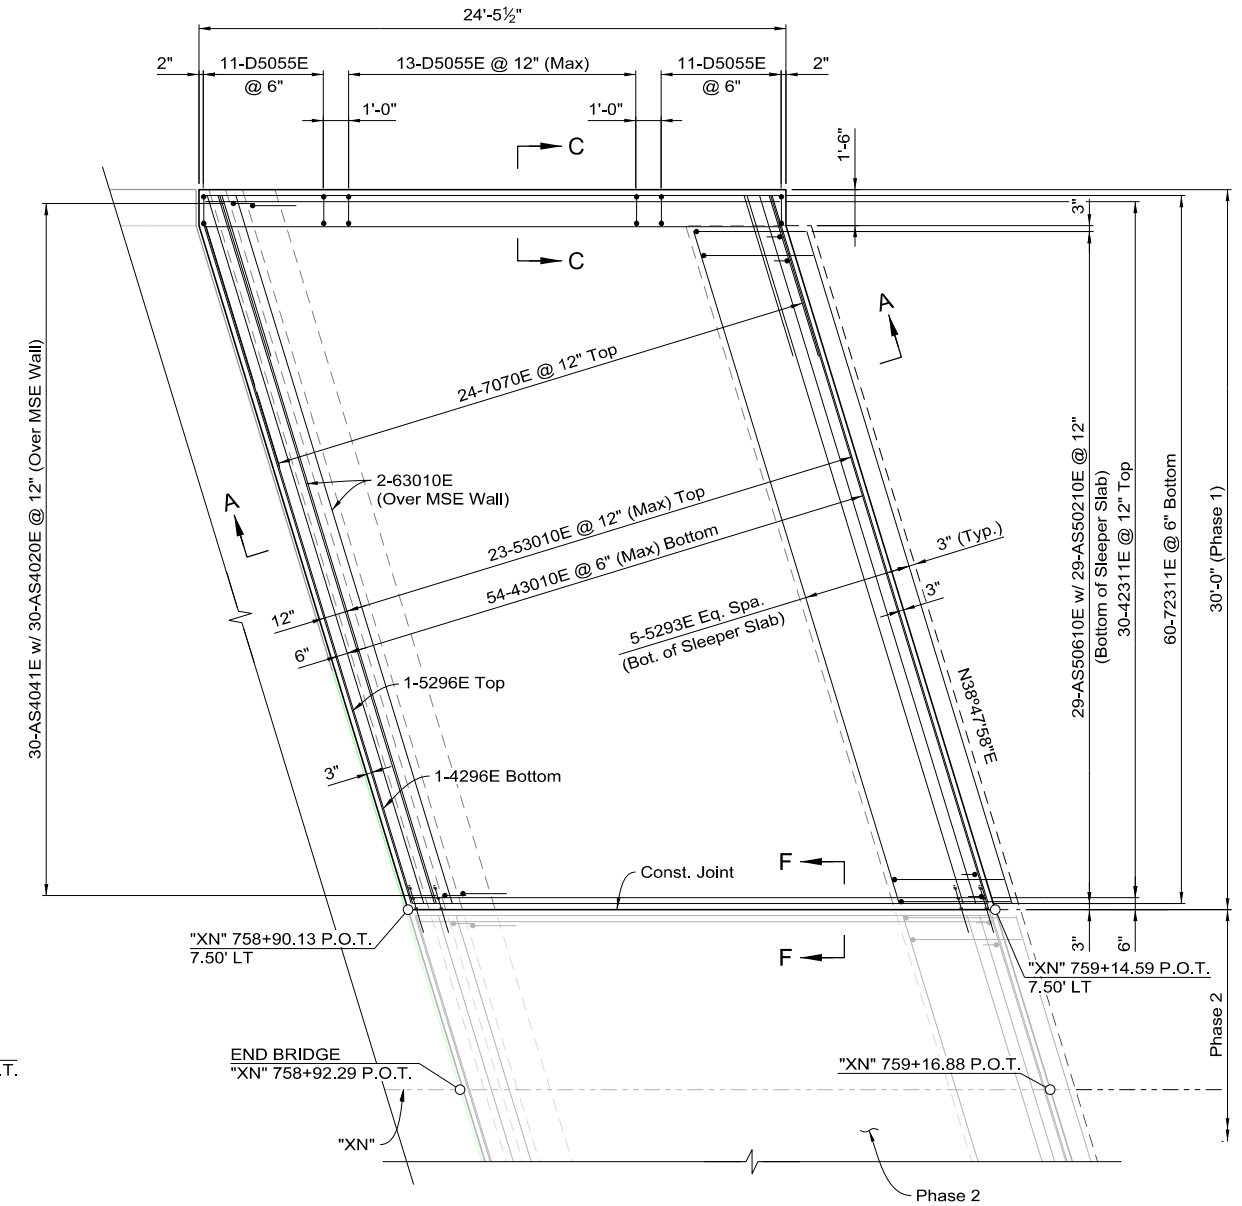 24'-5½"
2"
11-D5055E
@ 6"
13-D5055E @ 12" (Max)
11-D5055E
@ 6"
2"
1'-0"
1'-0"
C
C
1'-6"
3"
A
30-AS4041E w/ 30-AS4020E @ 12" (Over MSE Wall)
24-7070E @ 12" Top
2-63010E
(Over MSE Wall)
A
23-53010E @ 12" (Max) Top
54-43010E @ 6" (Max) Bottom
3" (Typ.)
3"
12"
6"
5-5293E Eq. Spa.
(Bot. of Sleeper Slab)
29-AS50610E w/ 29-AS50210E @ 12"
(Bottom of Sleeper Slab)
30-42311E @ 12" Top
60-72311E @ 6" Bottom
30'-0" (Phase 1)
1-5296E Top
N38°47'58"E
3"
1-4296E Bottom
F
Const. Joint
"XN" 758+90.13 P.O.T.
7.50' LT
F
3"
6"
"XN" 759+14.59 P.O.T.
7.50' LT
Phase 2
END BRIDGE
"XN" 758+92.29 P.O.T.
"XN" 759+16.88 P.O.T.
.T.
"XN"
Phase 2